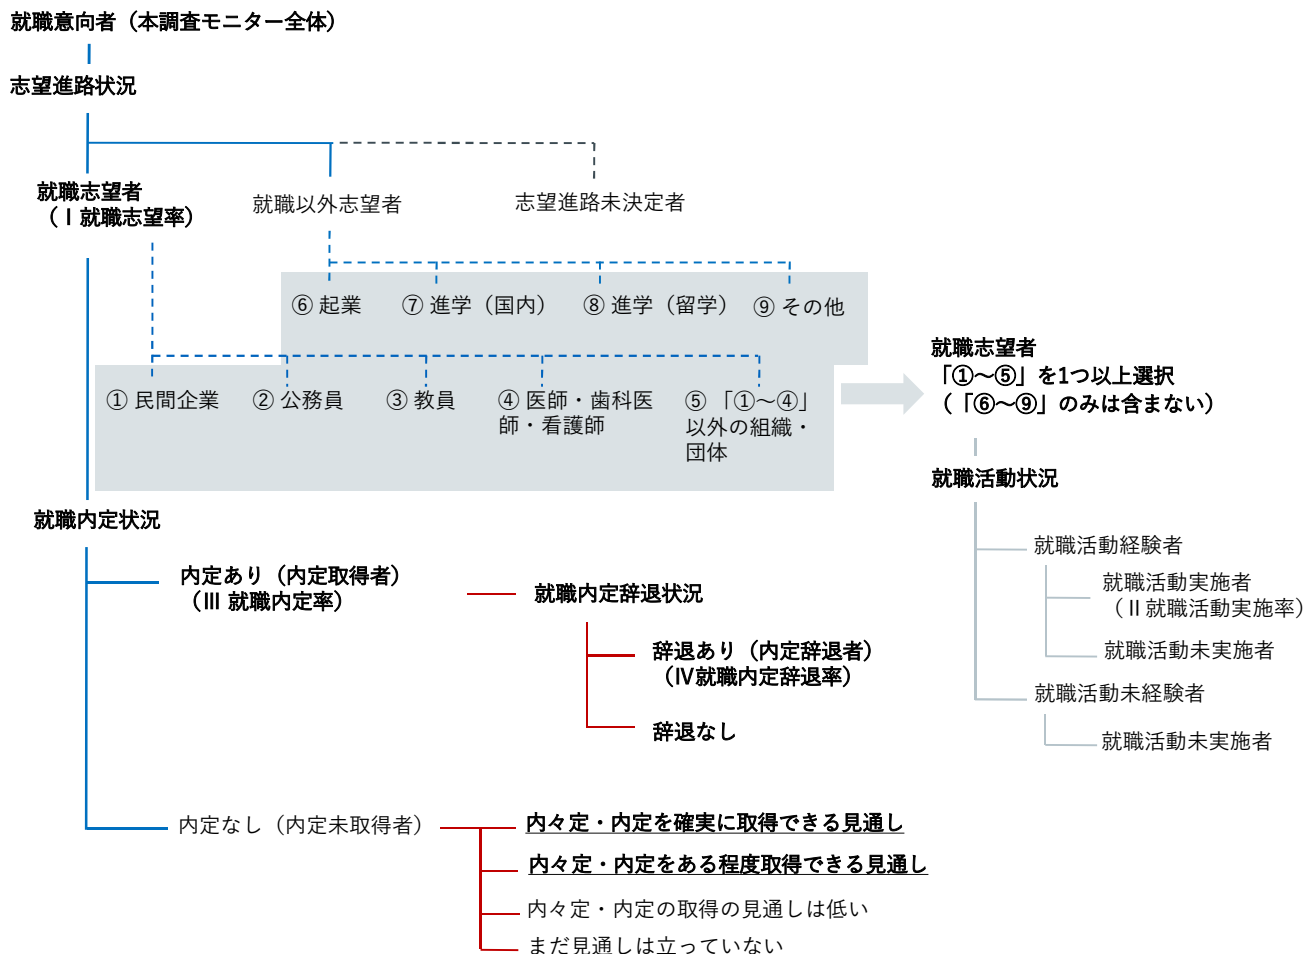 就職意向者（本調査モニター全体）
志望進路状況
就職志望者
（Ⅰ就職志望率）
就職以外志望者
志望進路未決定者
⑥ 起業
⑦ 進学（国内）
⑧ 進学（留学）
⑨ その他
① 民間企業
② 公務員
③ 教員
④ 医師・歯科医
師・看護師
⑤ 「①～④」
以外の組織・
団体
就職志望者
「①～⑤」を1つ以上選択
（「⑥～⑨」のみは含まない）
就職活動状況
就職活動経験者
就職活動実施者
（Ⅱ就職活動実施率）
就職活動未実施者
就職活動未経験者
就職活動未実施者
就職内定状況
内定あり（内定取得者）
（Ⅲ 就職内定率）
就職内定辞退状況
辞退あり（内定辞退者）
（Ⅳ就職内定辞退率）
辞退なし
内定なし（内定未取得者）
内々定・内定を確実に取得できる見通し
内々定・内定をある程度取得できる見通し
内々定・内定の取得の見通しは低い
まだ見通しは立っていない